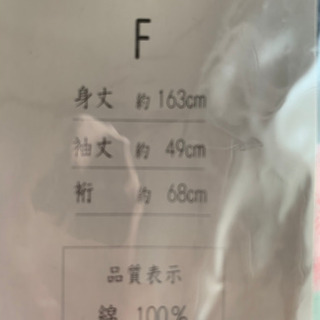 F
身丈 約 163cm
袖丈 約 49cm
裄 約 68cm
品質表示
綿 100%